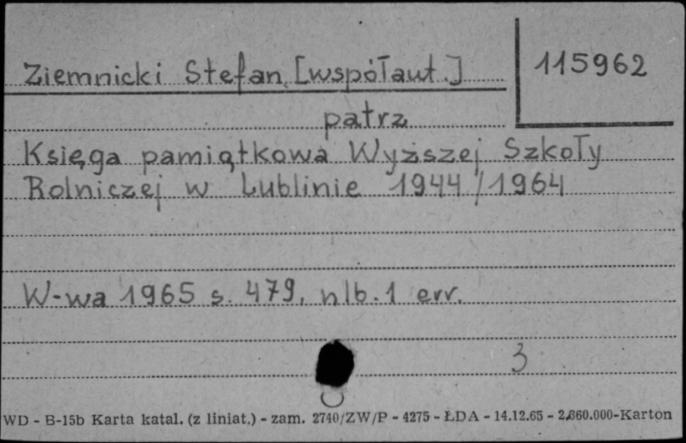 115962
Ziemnicki Stefan [współaut.]
patrz
Księga pamiątkowa Wyższej Szkoły
Rolniczej w Lublinie 1944/1964
W-wa 1965 s. 479, nlb. 1 err.
3
WD - B-15b Karta katal. (z liniat.) - zam. 2740/ZW/P - 4275 - ŁDA - 14.12.65 - 2.660.000-Karton